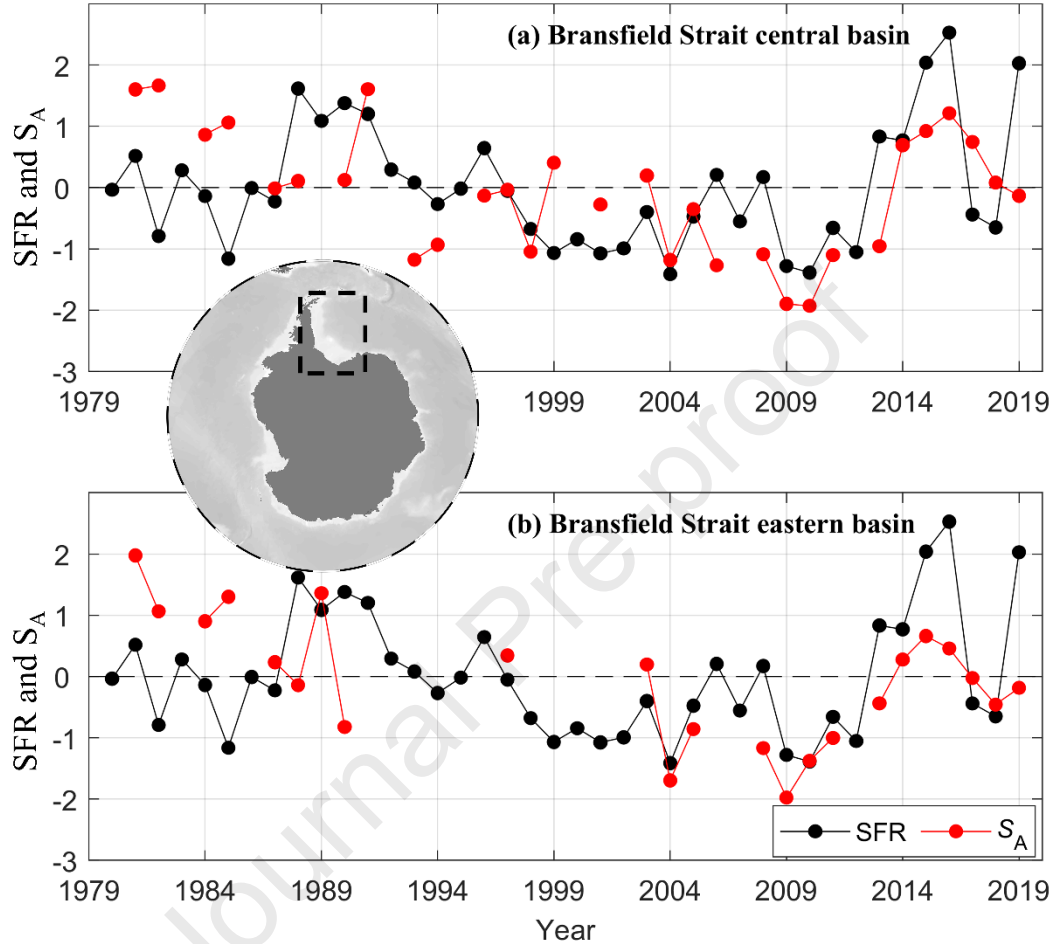 (a) Bransfield Strait central basin
SFR and S_A
2
1
0
-1
-2
-3
1979 1999 2004 2009 2014 2019
(b) Bransfield Strait eastern basin
SFR and S_A
2
1
0
-1
-2
-3
SFR S_A
1979 1984 1989 1994 1999 2004 2009 2014 2019
Year
Journal Pre-proof